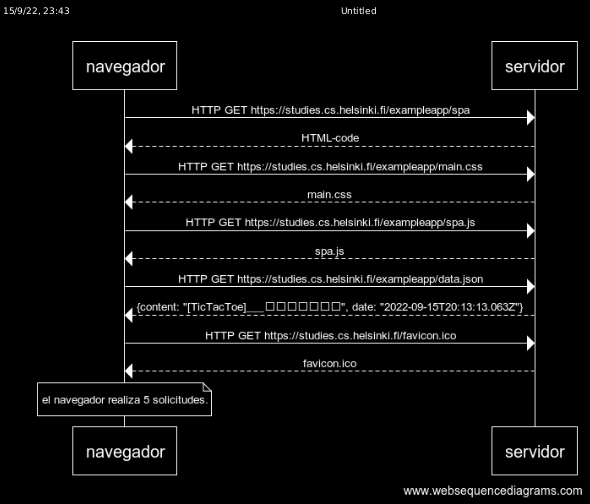 15/9/22, 23:43
Untitled
navegador
servidor
HTTP GET https://studies.cs.helsinki.fi/exampleapp/spa
HTML-code
HTTP GET https://studies.cs.helsinki.fi/exampleapp/main.css
main.css
HTTP GET https://studies.cs.helsinki.fi/exampleapp/spa.js
spa.js
HTTP GET https://studies.cs.helsinki.fi/exampleapp/data.json
{content: "[TicTacToe]___□□□□□□□", date: "2022-09-15T20:13:13.063Z"}
HTTP GET https://studies.cs.helsinki.fi/favicon.ico
favicon.ico
el navegador realiza 5 solicitudes.
navegador
servidor
www.websequencediagrams.com